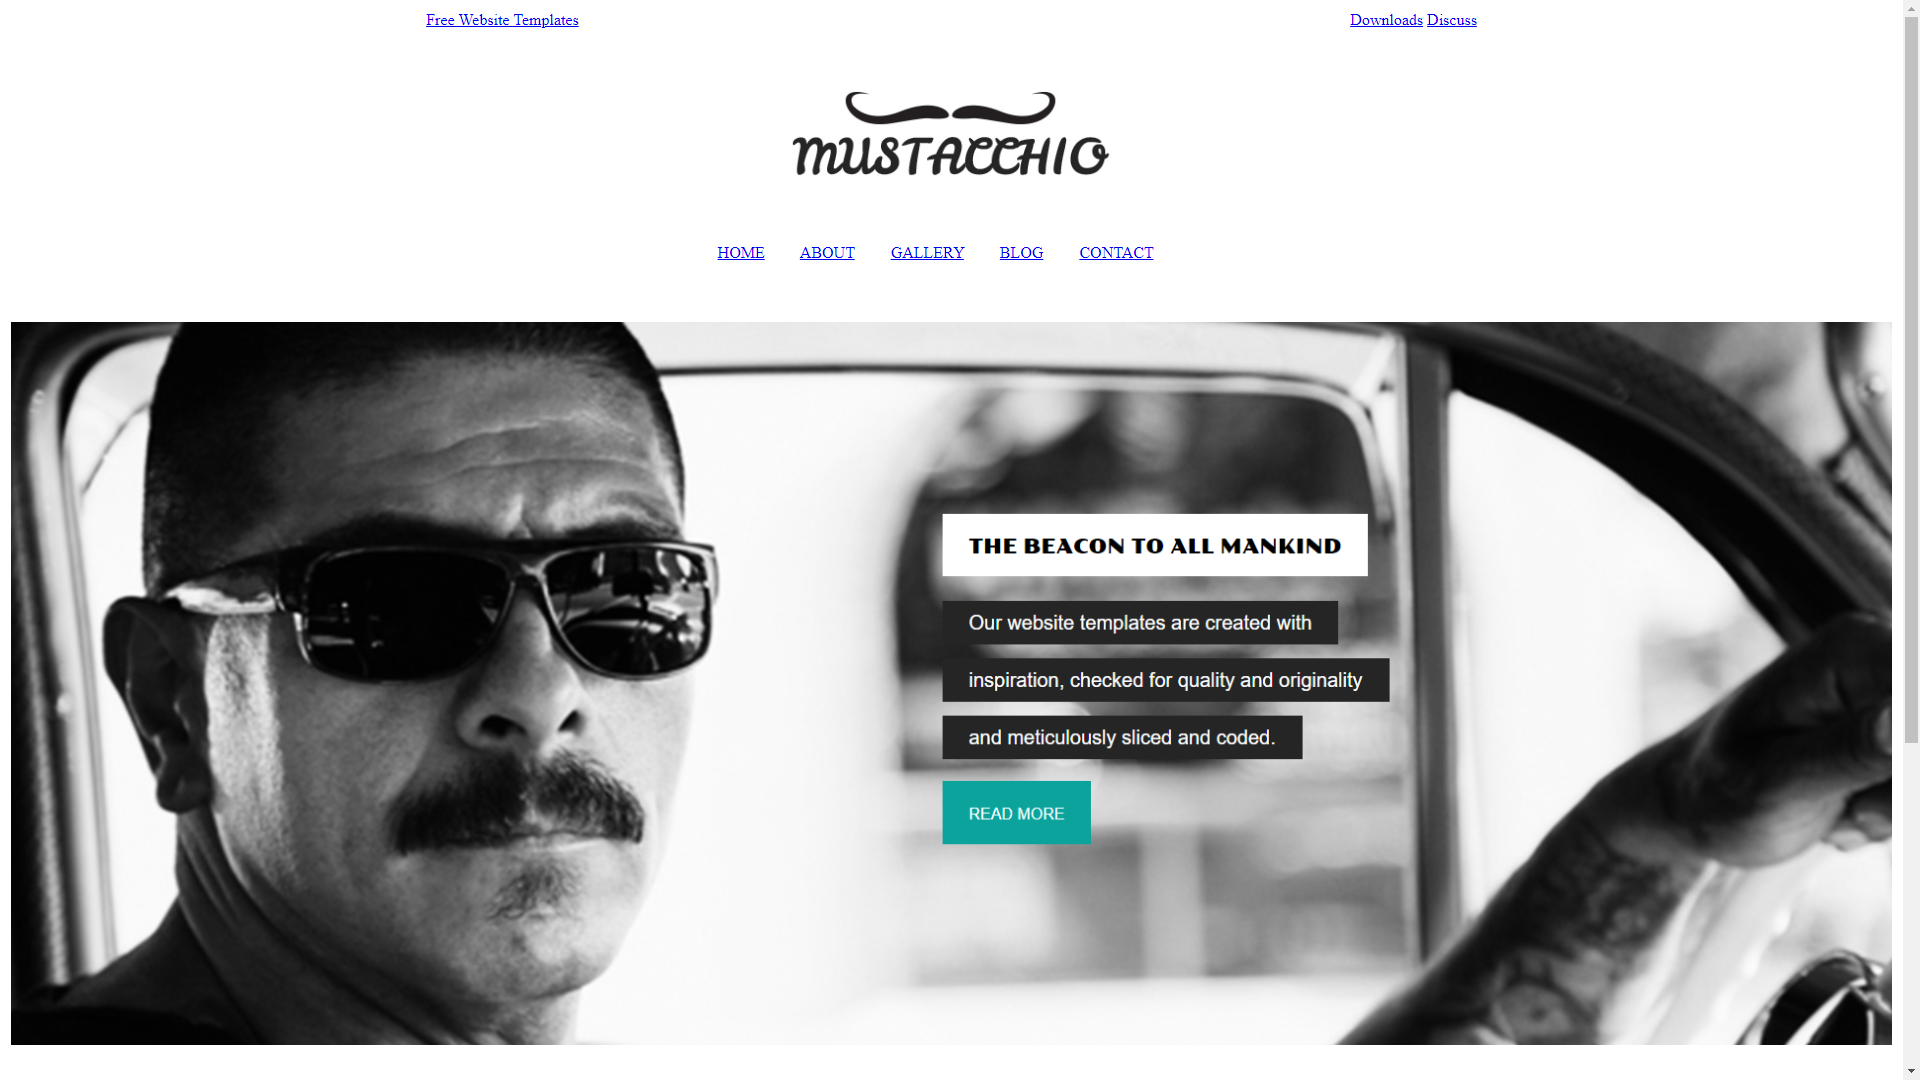 Free Website Templates
Downloads Discuss
MUSTACCHIO
HOME ABOUT GALLERY BLOG CONTACT
THE BEACON TO ALL MANKIND
Our website templates are created with
inspiration, checked for quality and originality
and meticulously sliced and coded.
READ MORE